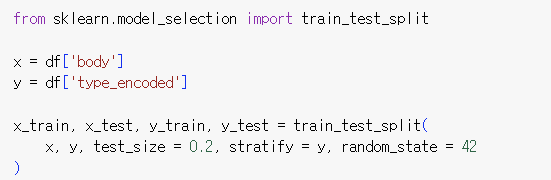 from sklearn.model_selection import train_test_split
x = df['body']
y = df['type_encoded']
x_train, x_test, y_train, y_test = train_test_split(
x, y, test_size = 0.2, stratify = y, random_state = 42
)